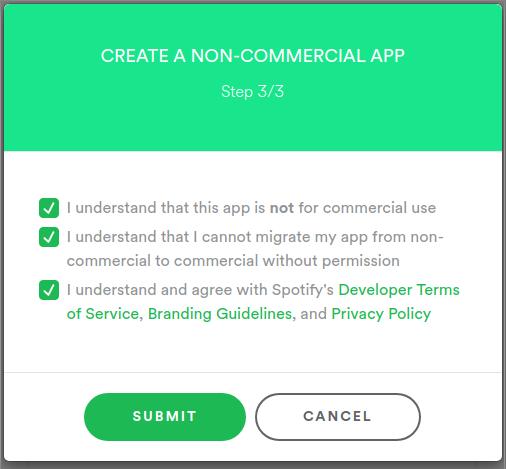 CREATE A NON-COMMERCIAL APP
Step 3/3
I understand that this app is not for commercial use
I understand that I cannot migrate my app from non-
commercial to commercial without permission
I understand and agree with Spotify's Developer Terms
of Service, Branding Guidelines, and Privacy Policy
SUBMIT CANCEL